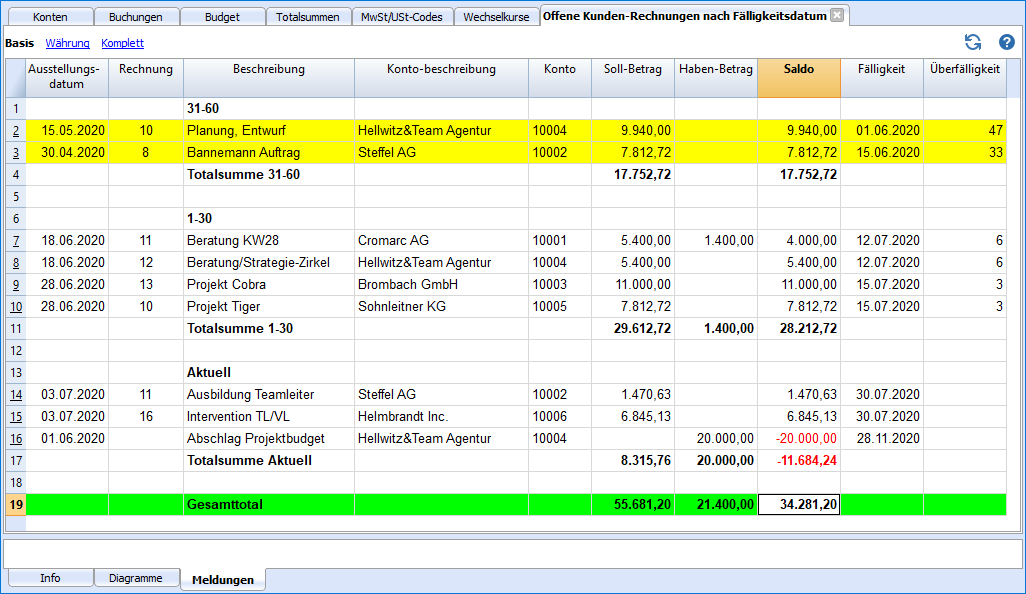 Konten Buchungen Budget Totalsummen MwSt/USt-Codes Wechselkurse Offene Kunden-Rechnungen nach Fälligkeitsdatum
Basis Währung Komplett
Ausstellungs-datum Rechnung Beschreibung Konto-beschreibung Konto Soll-Betrag Haben-Betrag Saldo Fälligkeit Überfälligkeit
1 31-60
2 15.05.2020 10 Planung, Entwurf Hellwitz&Team Agentur 10004 9.940,00 9.940,00 01.06.2020 47
3 30.04.2020 8 Bannemann Auftrag Steffel AG 10002 7.812,72 7.812,72 15.06.2020 33
4 Totalsumme 31-60 17.752,72 17.752,72
5
6 1-30
7 18.06.2020 11 Beratung KW28 Cromarc AG 10001 5.400,00 1.400,00 4.000,00 12.07.2020 6
8 18.06.2020 12 Beratung/Strategie-Zirkel Hellwitz&Team Agentur 10004 5.400,00 5.400,00 12.07.2020 6
9 28.06.2020 13 Projekt Cobra Brombach GmbH 10003 11.000,00 11.000,00 15.07.2020 3
10 28.06.2020 10 Projekt Tiger Sohnleitner KG 10005 7.812,72 7.812,72 15.07.2020 3
11 Totalsumme 1-30 29.612,72 1.400,00 28.212,72
12
13 Aktuell
14 03.07.2020 11 Ausbildung Teamleiter Steffel AG 10002 1.470,63 1.470,63 30.07.2020
15 03.07.2020 16 Intervention TL/VL Helmbrandt Inc. 10006 6.845,13 6.845,13 30.07.2020
16 01.06.2020 Abschlag Projektbudget Hellwitz&Team Agentur 10004 20.000,00 -20.000,00 28.11.2020
17 Totalsumme Aktuell 8.315,76 20.000,00 -11.684,24
18
19 Gesamttotal 55.681,20 21.400,00 34.281,20
Info Diagramme Meldungen